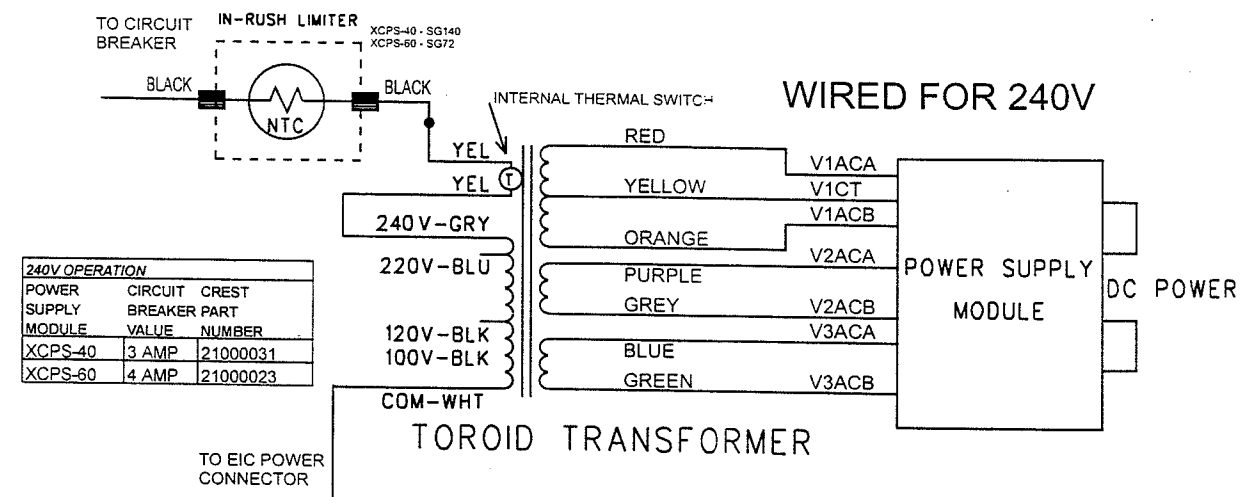 TO CIRCUIT
BREAKER
IN-RUSH LIMITER
XCPS-40 - SG140
XCPS-60 - SG72
BLACK
BLACK
NTC
INTERNAL THERMAL SWITCH
WIRED FOR 240V
YEL
YEL
T
240V-GRY
220V-BLU
120V-BLK
100V-BLK
COM-WHT
RED
YELLOW
ORANGE
PURPLE
GREY
BLUE
GREEN
V1ACA
V1CT
V1ACB
V2ACA
V2ACB
V3ACA
V3ACB
POWER SUPPLY
MODULE
DC POWER
240V OPERATION
POWER CIRCUIT CREST
SUPPLY BREAKER PART
MODULE VALUE NUMBER
XCPS-40 3 AMP 21000031
XCPS-60 4 AMP 21000023
TOROID TRANSFORMER
TO EIC POWER
CONNECTOR